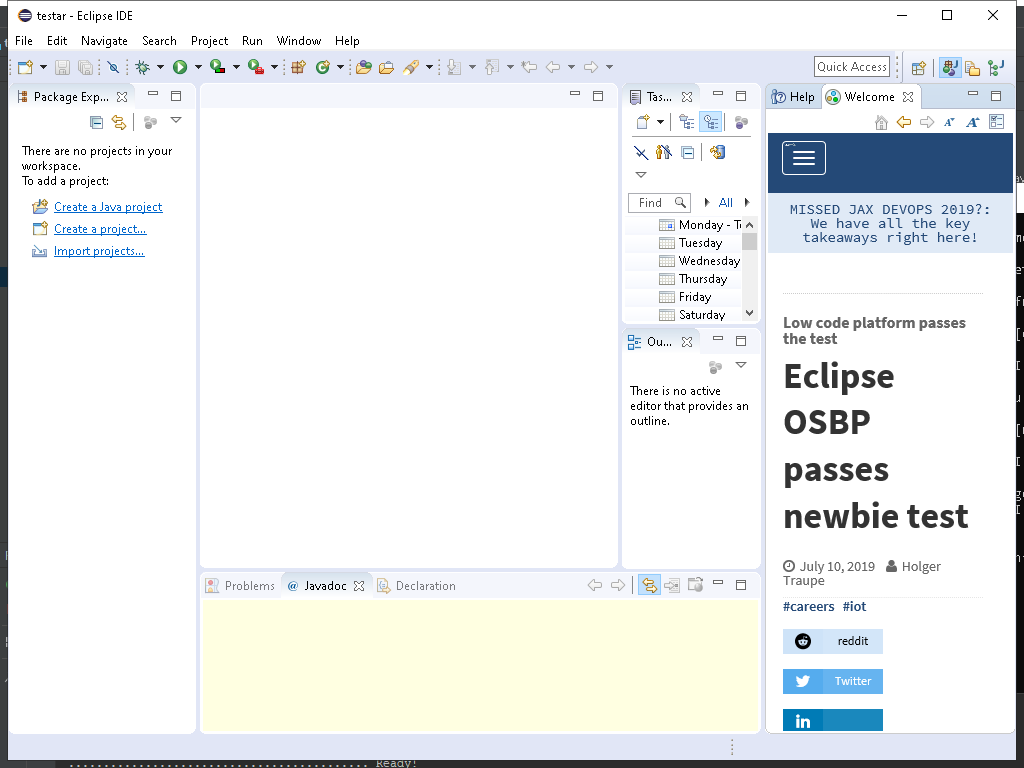 testar - Eclipse IDE
File Edit Navigate Search Project Run Window Help
Quick Access
Package Exp...
There are no projects in your
workspace.
To add a project:
Create a Java project
Create a project...
Import projects...
Tas...
Find
All
Monday - T
Tuesday
Wednesday
Thursday
Friday
Saturday
Ou...
There is no active
editor that provides an
outline.
Problems
@ Javadoc
Declaration
Help
Welcome
MISSED JAX DEVOPS 2019?:
We have all the key
takeaways right here!
Low code platform passes
the test
Eclipse
OSBP
passes
newbie test
July 10, 2019 Holger
Traupe
#careers #iot
reddit
Twitter
in
Ready!